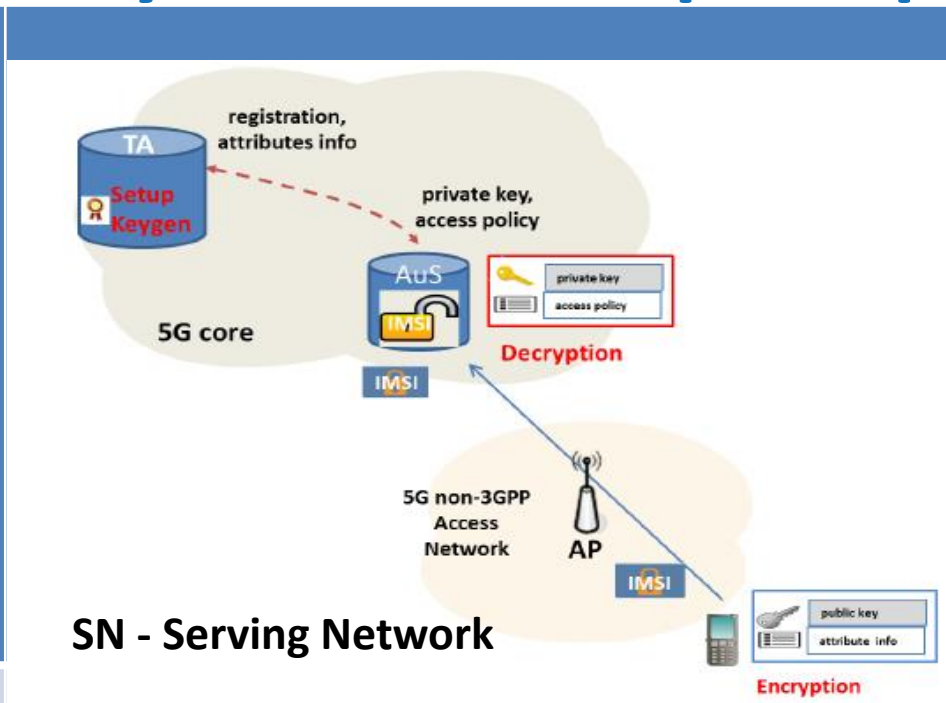 registration,
attributes info
TA
Setup
Keygen
private key,
access policy
AuS
IMSI
private key
access policy
5G core
Decryption
IMSI
5G non-3GPP
Access
Network
AP
IMSI
SN - Serving Network
public key
attribute info
Encryption